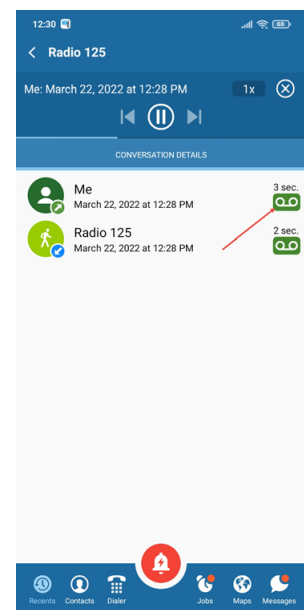 12:30
Radio 125
Me: March 22, 2022 at 12:28 PM
1x
CONVERSATION DETAILS
Me
3 sec.
March 22, 2022 at 12:28 PM
Radio 125
2 sec.
March 22, 2022 at 12:28 PM
Recents Contacts Dialer Jobs Maps Messages